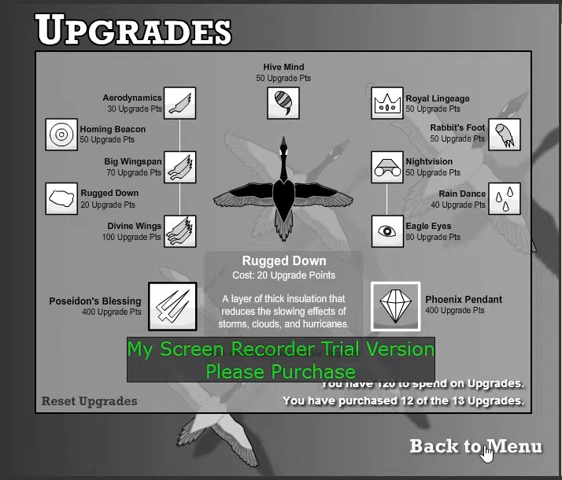 UPGRADES
Hive Mind
50 Upgrade Pts
Aerodynamics
30 Upgrade Pts
Royal Lingeage
50 Upgrade Pts
Homing Beacon
50 Upgrade Pts
Rabbit's Foot
50 Upgrade Pts
Big Wingspan
70 Upgrade Pts
Nightvision
50 Upgrade Pts
Rugged Down
20 Upgrade Pts
Rain Dance
40 Upgrade Pts
Divine Wings
100 Upgrade Pts
Eagle Eyes
80 Upgrade Pts
Rugged Down
Cost: 20 Upgrade Points
A layer of thick insulation that
reduces the slowing effects of
storms, clouds, and hurricanes.
Poseidon's Blessing
400 Upgrade Pts
Phoenix Pendant
400 Upgrade Pts
My Screen Recorder Trial Version
Please Purchase
You have 120 to spend on Upgrades.
You have purchased 12 of the 13 Upgrades.
Reset Upgrades
Back to Menu